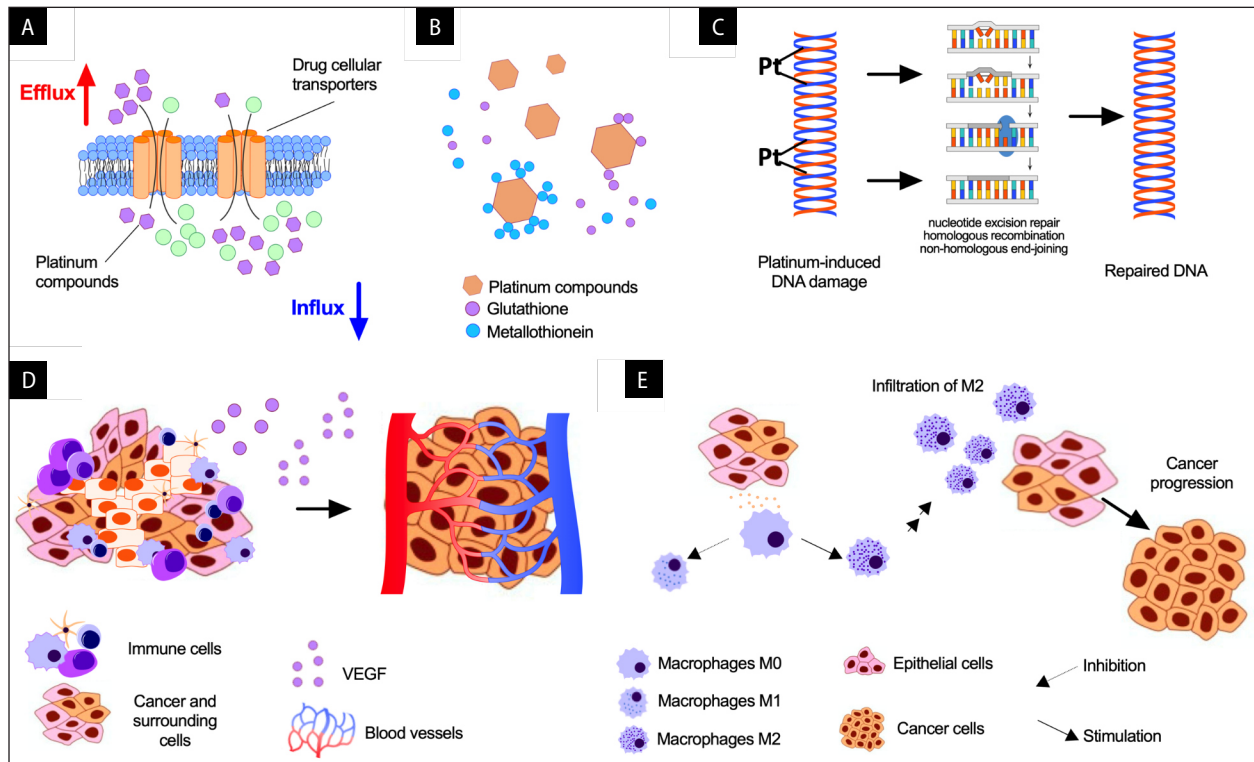 A
Efflux
Drug cellular
transporters
Platinum
compounds
Influx
B
Platinum compounds
Glutathione
Metallothionein
C
Pt
Pt
nucleotide excision repair
homologous recombination
non-homologous end-joining
Platinum-induced
DNA damage
Repaired DNA
D
Immune cells
Cancer and
surrounding
cells
VEGF
Blood vessels
E
Infiltration of M2
Cancer
progression
Macrophages M0
Macrophages M1
Macrophages M2
Epithelial cells
Cancer cells
Inhibition
Stimulation